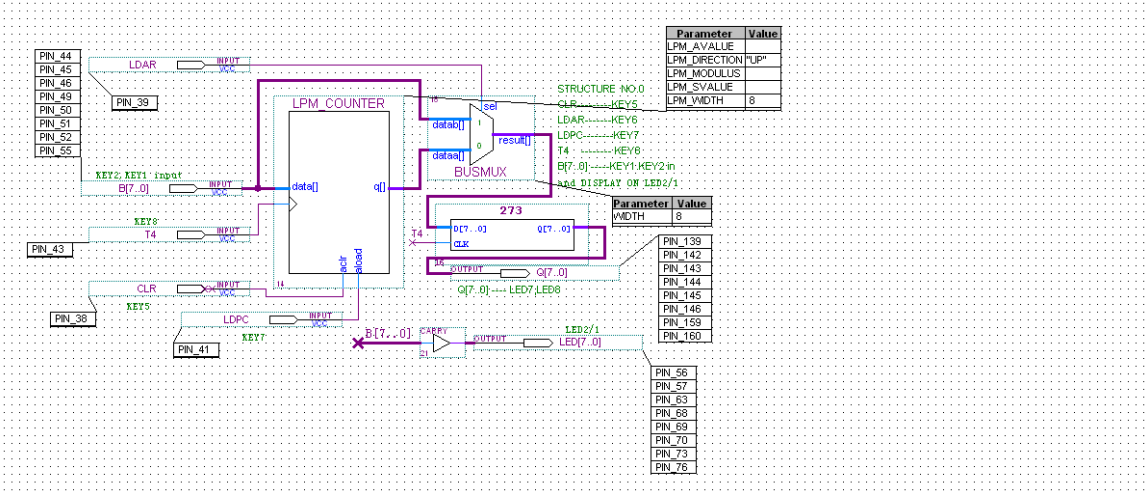 Parameter Value
LPM_AVALUE
LPM_DIRECTION "UP"
LPM_MODULUS
LPM_SVALUE
LPM_WIDTH 8
PIN_44
PIN_45
PIN_46
PIN_49
PIN_50
PIN_51
PIN_52
PIN_55
LDAR
INPUT
VCC
PIN_39
LPM_COUNTER
data[]
q[]
aclr
aload
14
sel
datab[]
1
dataa[]
0
result[]
BUSMUX
STRUCTURE NO.0
CLR--------KEY5
LDAR-------KEY6
LDPC--------KEY7
T4 --------KEY8
B[7..0] -----KEY1.KEY2 in
and DISPLAY ON LED2/1
KEY2, KEY1 input
B[7..0]
INPUT
VCC
Parameter Value
WIDTH 8
KEY8
T4
INPUT
VCC
PIN_43
273
D[7..0] Q[7..0]
CLK
T4
16
OUTPUT
Q[7..0]
Q[7..0] ---- LED7,LED8
PIN_139
PIN_142
PIN_143
PIN_144
PIN_145
PIN_146
PIN_159
PIN_160
CLR
INPUT
VCC
KEY5
PIN_38
LDPC
INPUT
VCC
KEY7
PIN_41
B[7..0]
CARRY
21
LED2/1
OUTPUT
LED[7..0]
PIN_56
PIN_57
PIN_63
PIN_68
PIN_69
PIN_70
PIN_73
PIN_76